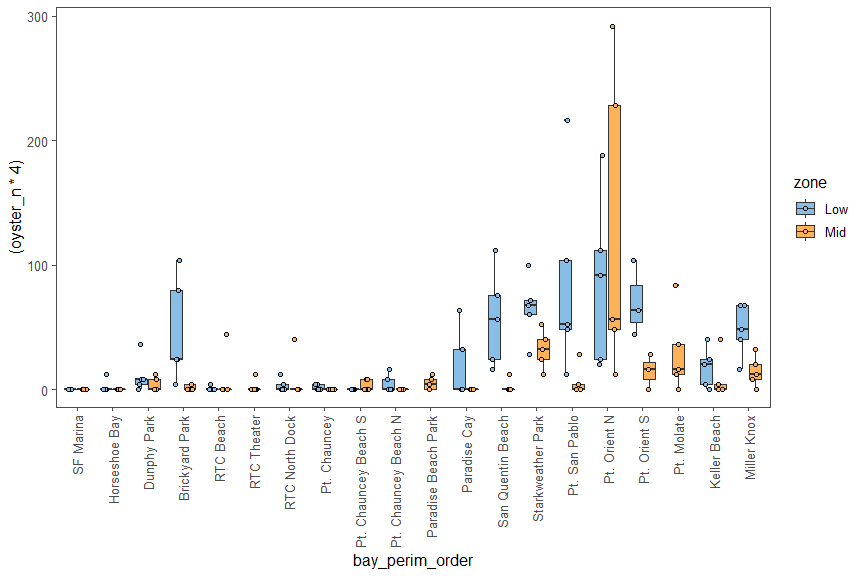 300
200
100
0
(oyster_n * 4)
SF Marina
Horseshoe Bay
Dunphy Park
Brickyard Park
RTC Beach
RTC Theater
RTC North Dock
Pt. Chauncey
Pt. Chauncey Beach S
Pt. Chauncey Beach N
Paradise Beach Park
Paradise Cay
San Quentin Beach
Starkweather Park
Pt. San Pablo
Pt. Orient N
Pt. Orient S
Pt. Molate
Keller Beach
Miller Knox
bay_perim_order
zone
Low
Mid